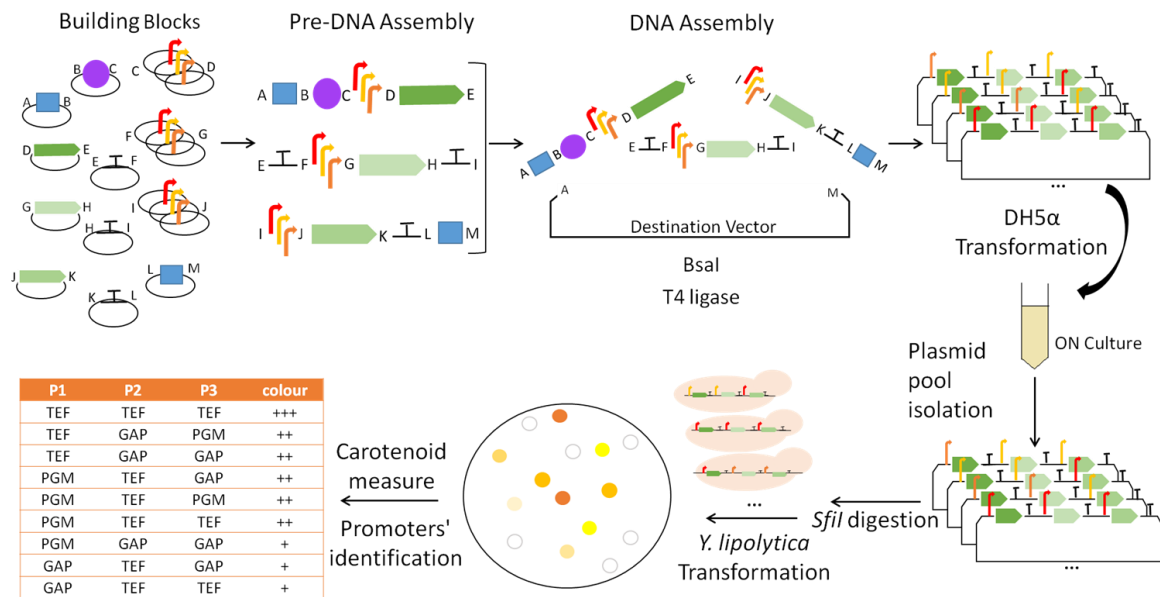 Building Blocks
Pre-DNA Assembly
DNA Assembly
B C
C D
A B
F G
D E
E F
I J
G H
H I
J K
L M
K L
A B C D E
E F G H I
I J K L M
A B C D E
E F G H I
I J K L M
A M
Destination Vector
BsaI
T4 ligase
...
DH5α
Transformation
ON Culture
Plasmid
pool
isolation
...
SfiI digestion
...
Y. lipolytica
Transformation
Carotenoid
measure
Promoters'
identification
P1 P2 P3 colour
TEF TEF TEF +++
TEF GAP PGM ++
TEF GAP GAP ++
PGM TEF GAP ++
PGM TEF PGM ++
PGM TEF TEF ++
PGM GAP GAP +
GAP TEF GAP +
GAP TEF TEF +